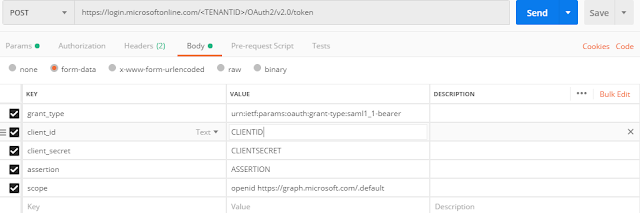 POST https://login.microsoftonline.com/<TENANTID>/OAuth2/v2.0/token Send Save
Params Authorization Headers (2) Body Pre-request Script Tests Cookies Code
none form-data x-www-form-urlencoded raw binary
KEY VALUE DESCRIPTION ••• Bulk Edit
grant_type urn:ietf:params:oauth:grant-type:saml1_1-bearer
client_id Text CLIENTID
client_secret CLIENTSECRET
assertion ASSERTION
scope openid https://graph.microsoft.com/.default
Key Value Description